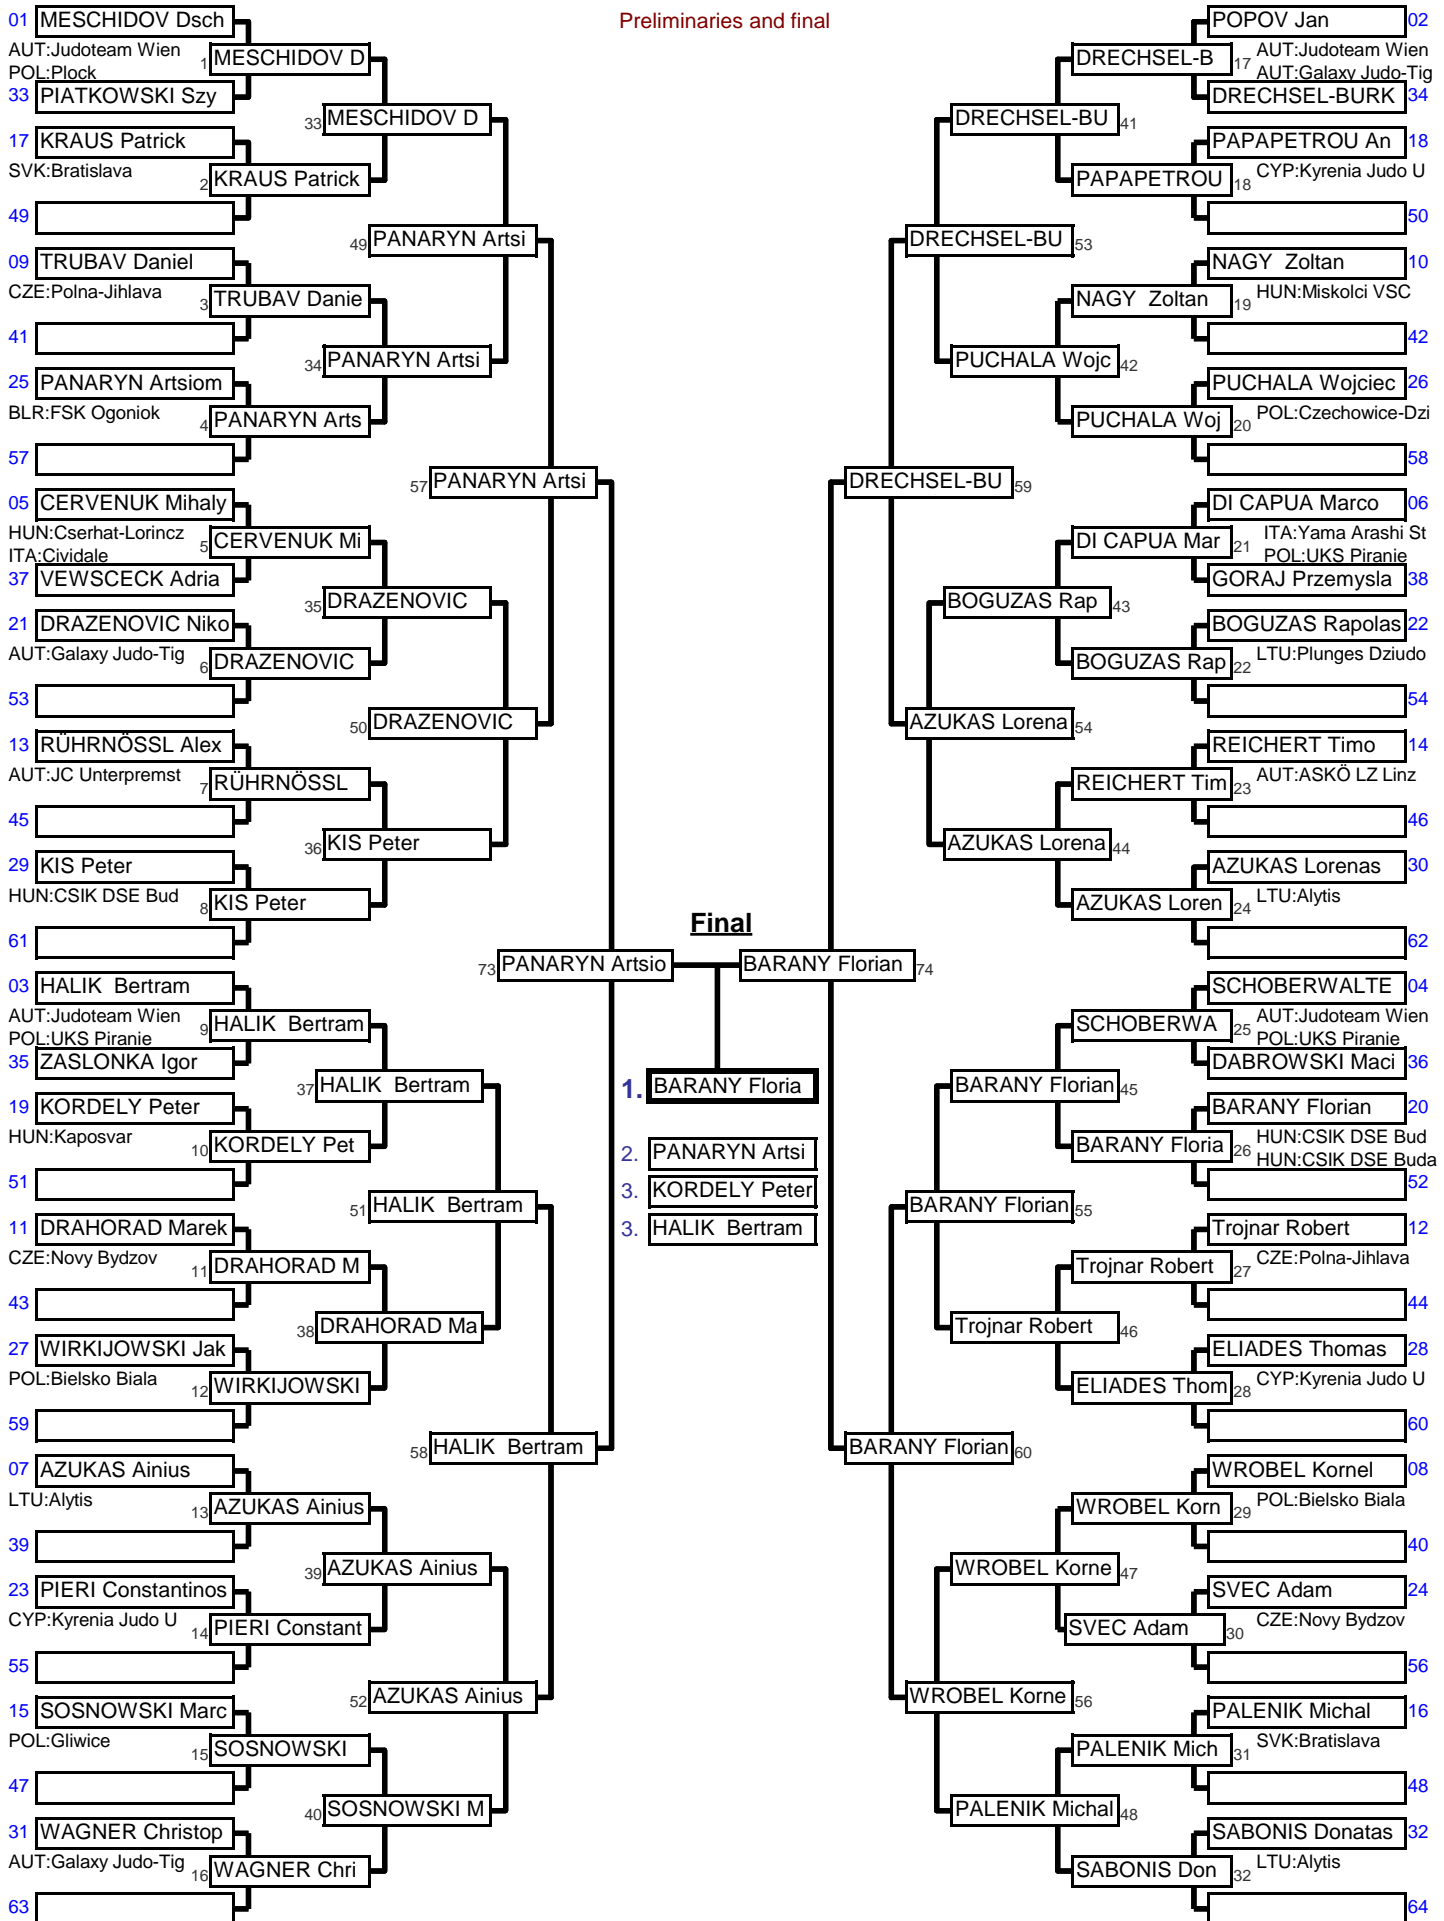 Preliminaries and final
01 MESCHIDOV Dsch
AUT:Judoteam Wien
POL:Plock
1 MESCHIDOV D
33 PIATKOWSKI Szy
33 MESCHIDOV D
17 KRAUS Patrick
SVK:Bratislava
2 KRAUS Patrick
49
49 PANARYN Artsi
09 TRUBAV Daniel
CZE:Polna-Jihlava
3 TRUBAV Danie
41
34 PANARYN Artsi
25 PANARYN Artsiom
BLR:FSK Ogoniok
4 PANARYN Arts
57
57 PANARYN Artsi
05 CERVENUK Mihaly
HUN:Cserhat-Lorincz
ITA:Cividale
5 CERVENUK Mi
37 VEWSCECK Adria
35 DRAZENOVIC
21 DRAZENOVIC Niko
AUT:Galaxy Judo-Tig
6 DRAZENOVIC
53
50 DRAZENOVIC
13 RÜHRNÖSSL Alex
AUT:JC Unterpremst
7 RÜHRNÖSSL
45
36 KIS Peter
29 KIS Peter
HUN:CSIK DSE Bud
8 KIS Peter
61
73 PANARYN Artsio
03 HALIK Bertram
AUT:Judoteam Wien
POL:UKS Piranie
9 HALIK Bertram
35 ZASLONKA Igor
37 HALIK Bertram
19 KORDELY Peter
HUN:Kaposvar
10 KORDELY Pet
51
51 HALIK Bertram
11 DRAHORAD Marek
CZE:Novy Bydzov
11 DRAHORAD M
43
38 DRAHORAD Ma
27 WIRKIJOWSKI Jak
POL:Bielsko Biala
12 WIRKIJOWSKI
59
58 HALIK Bertram
07 AZUKAS Ainius
LTU:Alytis
13 AZUKAS Ainius
39
39 AZUKAS Ainius
23 PIERI Constantinos
CYP:Kyrenia Judo U
14 PIERI Constant
55
52 AZUKAS Ainius
15 SOSNOWSKI Marc
POL:Gliwice
15 SOSNOWSKI
47
40 SOSNOWSKI M
31 WAGNER Christop
AUT:Galaxy Judo-Tig
16 WAGNER Chri
63
Final
1. BARANY Floria
2. PANARYN Artsi
3. KORDELY Peter
3. HALIK Bertram
POPOV Jan 02
DRECHSEL-B 17
AUT:Judoteam Wien
AUT:Galaxy Judo-Tig
DRECHSEL-BURK 34
DRECHSEL-BU 41
PAPAPETROU An 18
PAPAPETROU 18
CYP:Kyrenia Judo U
50
DRECHSEL-BU 53
NAGY Zoltan 10
NAGY Zoltan 19
HUN:Miskolci VSC
42
PUCHALA Wojc 42
PUCHALA Wojciec 26
PUCHALA Woj 20
POL:Czechowice-Dzi
58
DRECHSEL-BU 59
DI CAPUA Marco 06
DI CAPUA Mar 21
ITA:Yama Arashi St
POL:UKS Piranie
GORAJ Przemysla 38
BOGUZAS Rap 43
BOGUZAS Rapolas 22
BOGUZAS Rap 22
LTU:Plunges Dziudo
54
AZUKAS Lorena 54
REICHERT Timo 14
REICHERT Tim 23
AUT:ASKÖ LZ Linz
46
AZUKAS Lorena 44
AZUKAS Lorenas 30
AZUKAS Loren 24
LTU:Alytis
62
BARANY Florian 74
SCHOBERWALTE 04
SCHOBERWA 25
AUT:Judoteam Wien
POL:UKS Piranie
DABROWSKI Maci 36
BARANY Florian 45
BARANY Florian 20
BARANY Floria 26
HUN:CSIK DSE Bud
HUN:CSIK DSE Buda
52
BARANY Florian 55
Trojnar Robert 12
Trojnar Robert 27
CZE:Polna-Jihlava
44
Trojnar Robert 46
ELIADES Thomas 28
ELIADES Thom 28
CYP:Kyrenia Judo U
60
BARANY Florian 60
WROBEL Kornel 08
WROBEL Korn 29
POL:Bielsko Biala
40
WROBEL Korne 47
SVEC Adam 24
SVEC Adam 30
CZE:Novy Bydzov
56
WROBEL Korne 56
PALENIK Michal 16
PALENIK Mich 31
SVK:Bratislava
48
PALENIK Michal 48
SABONIS Donatas 32
SABONIS Don 32
LTU:Alytis
64